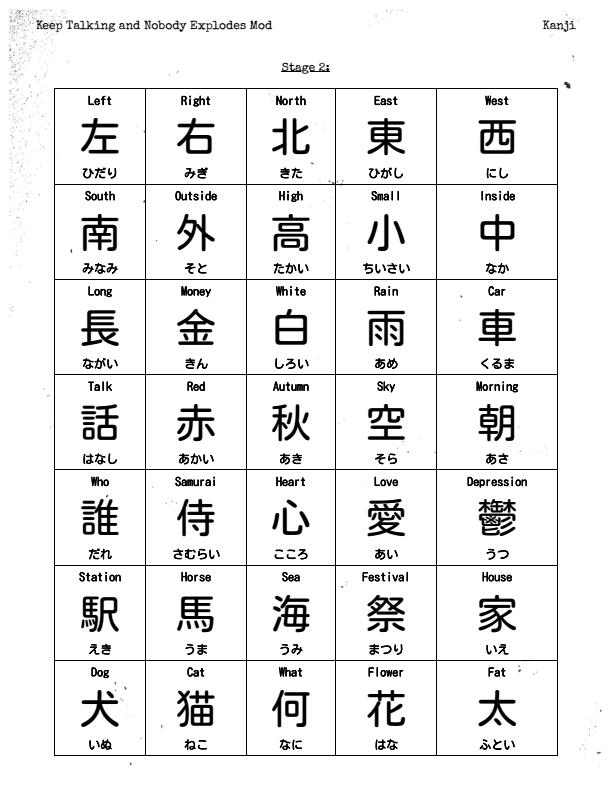 Keep Talking and Nobody Explodes Mod Kanji
Stage 2:
Left Right North East West
左 右 北 東 西
ひだり みぎ きた ひがし にし
South Outside High Small Inside
南 外 高 小 中
みなみ そと たかい ちいさい なか
Long Money White Rain Car
長 金 白 雨 車
ながい きん しろい あめ くるま
Talk Red Autumn Sky Morning
話 赤 秋 空 朝
はなし あかい あき そら あさ
Who Samurai Heart Love Depression
誰 侍 心 愛 鬱
だれ さむらい こころ あい うつ
Station Horse Sea Festival House
駅 馬 海 祭 家
えき うま うみ まつり いえ
Dog Cat What Flower Fat
犬 猫 何 花 太
いぬ ねこ なに はな ふとい